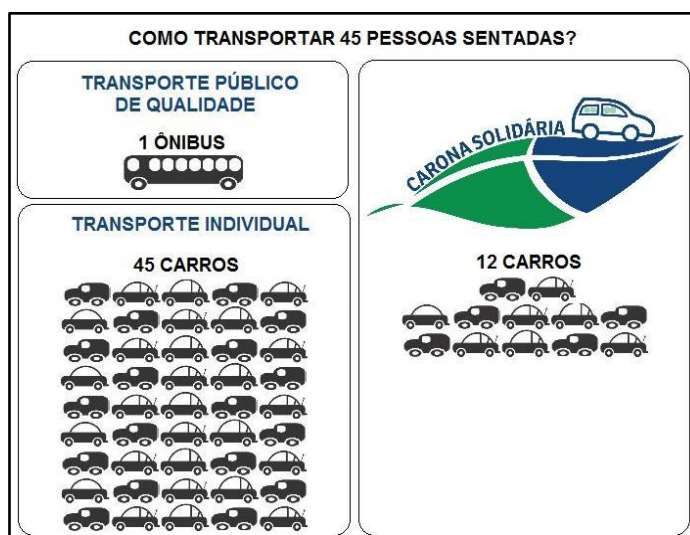 COMO TRANSPORTAR 45 PESSOAS SENTADAS?
TRANSPORTE PÚBLICO
DE QUALIDADE
1 ÔNIBUS
TRANSPORTE INDIVIDUAL
45 CARROS
CARONA SOLIDÁRIA
12 CARROS